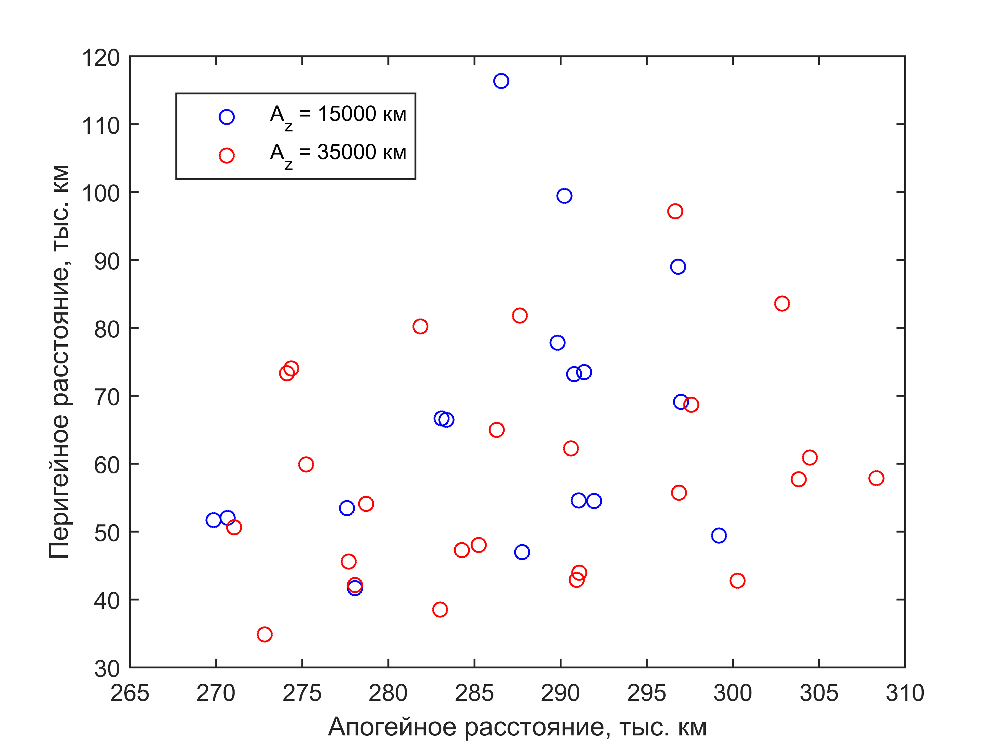 120
110
100
90
80
70
60
50
40
30
Перигейное расстояние, тыс. км
A_z = 15000 км
A_z = 35000 км
265 270 275 280 285 290 295 300 305 310
Апогейное расстояние, тыс. км